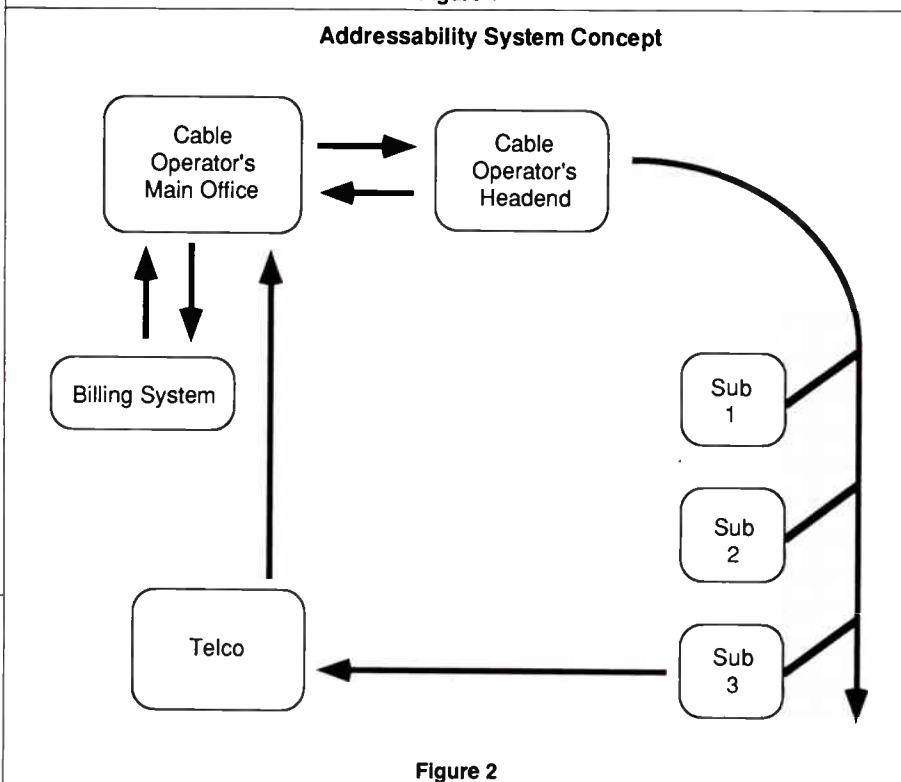 Addressability System Concept
Cable
Operator's
Main Office
Cable
Operator's
Headend
Billing System
Sub
1
Sub
2
Telco
Sub
3
Figure 2